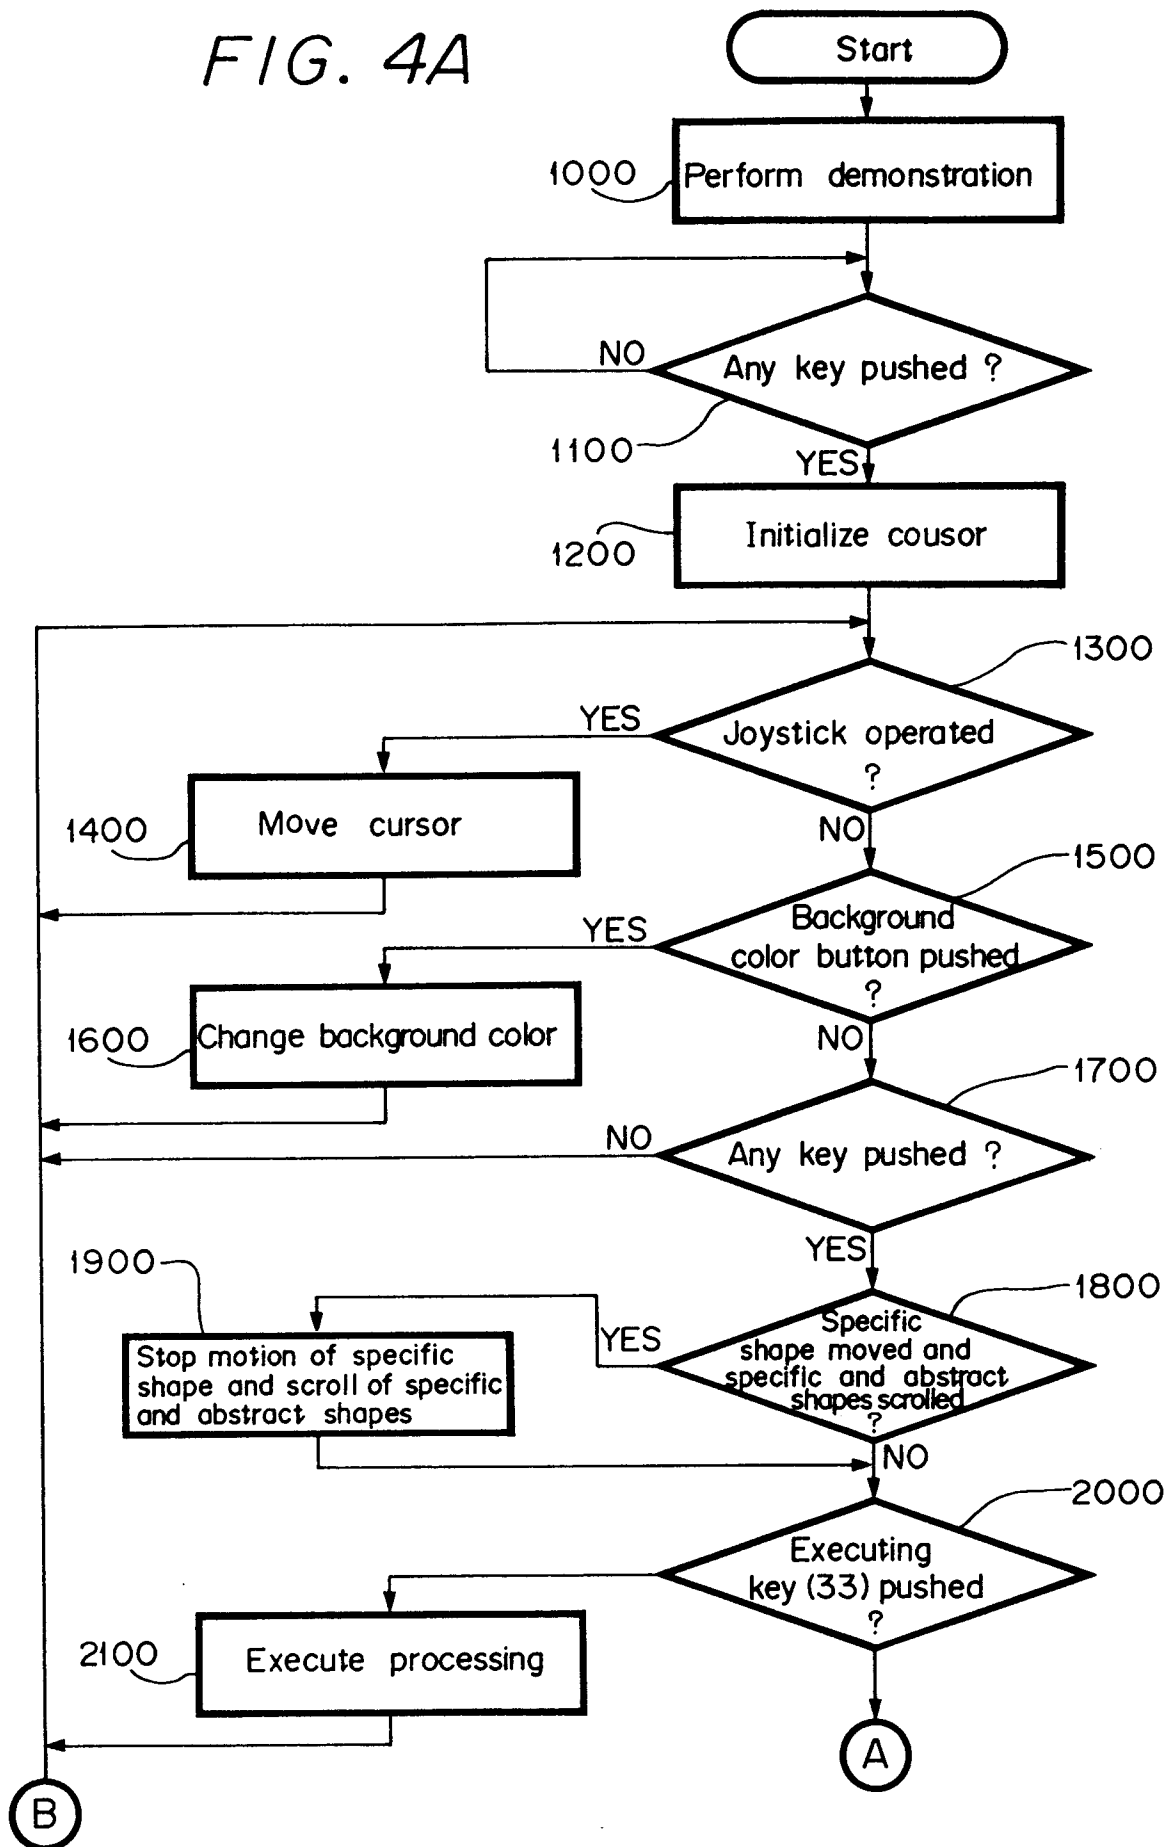 FIG. 4A
Start
1000
Perform demonstration
NO
Any key pushed ?
1100
YES
1200
Initialize cousor
1300
YES
Joystick operated
?
1400
Move cursor
NO
1500
YES
Background
color button pushed
?
1600
Change background color
NO
1700
NO
Any key pushed ?
YES
1900
1800
YES
Specific
shape moved and
specific and abstract
shapes scrolled
?
Stop motion of specific
shape and scroll of specific
and abstract shapes
NO
2000
Executing
key (33) pushed
?
2100
Execute processing
A
B